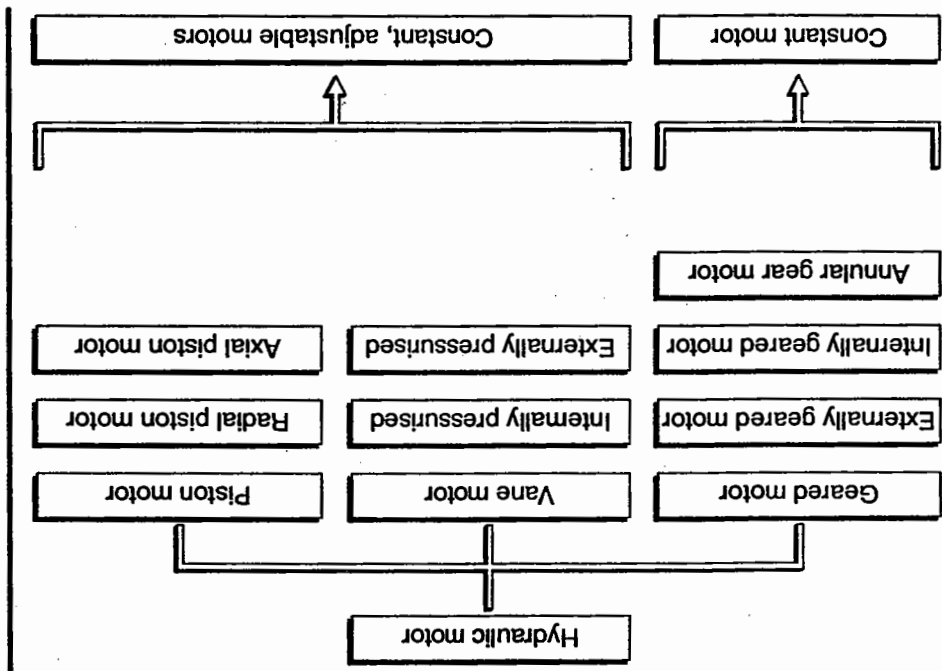 Hydraulic motor
Geared motor
Vane motor
Piston motor
Externally geared motor
Internally pressurised
Radial piston motor
Internally geared motor
Externally pressurised
Axial piston motor
Annular gear motor
Constant motor
Constant, adjustable motors